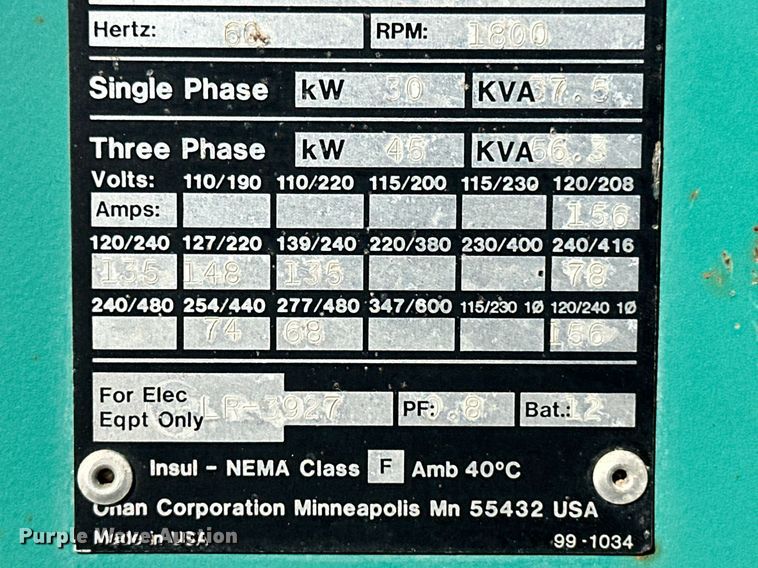 Hertz: 60 RPM: 1800
Single Phase kW 30 KVA 37.5
Three Phase kW 45 KVA 56.3
Volts: 110/190 110/220 115/200 115/230 120/208
Amps: 156
120/240 127/220 139/240 220/380 230/400 240/416
135 148 135 78
240/480 254/440 277/480 347/600 115/230 1Ø 120/240 1Ø
74 68 156
For Elec
Eqpt Only LR-3927 PF: 0.8 Bat.: 12
Insul - NEMA Class F Amb 40°C
Onan Corporation Minneapolis Mn 55432 USA
Made in USA 99-1034
Purple Wave Auction